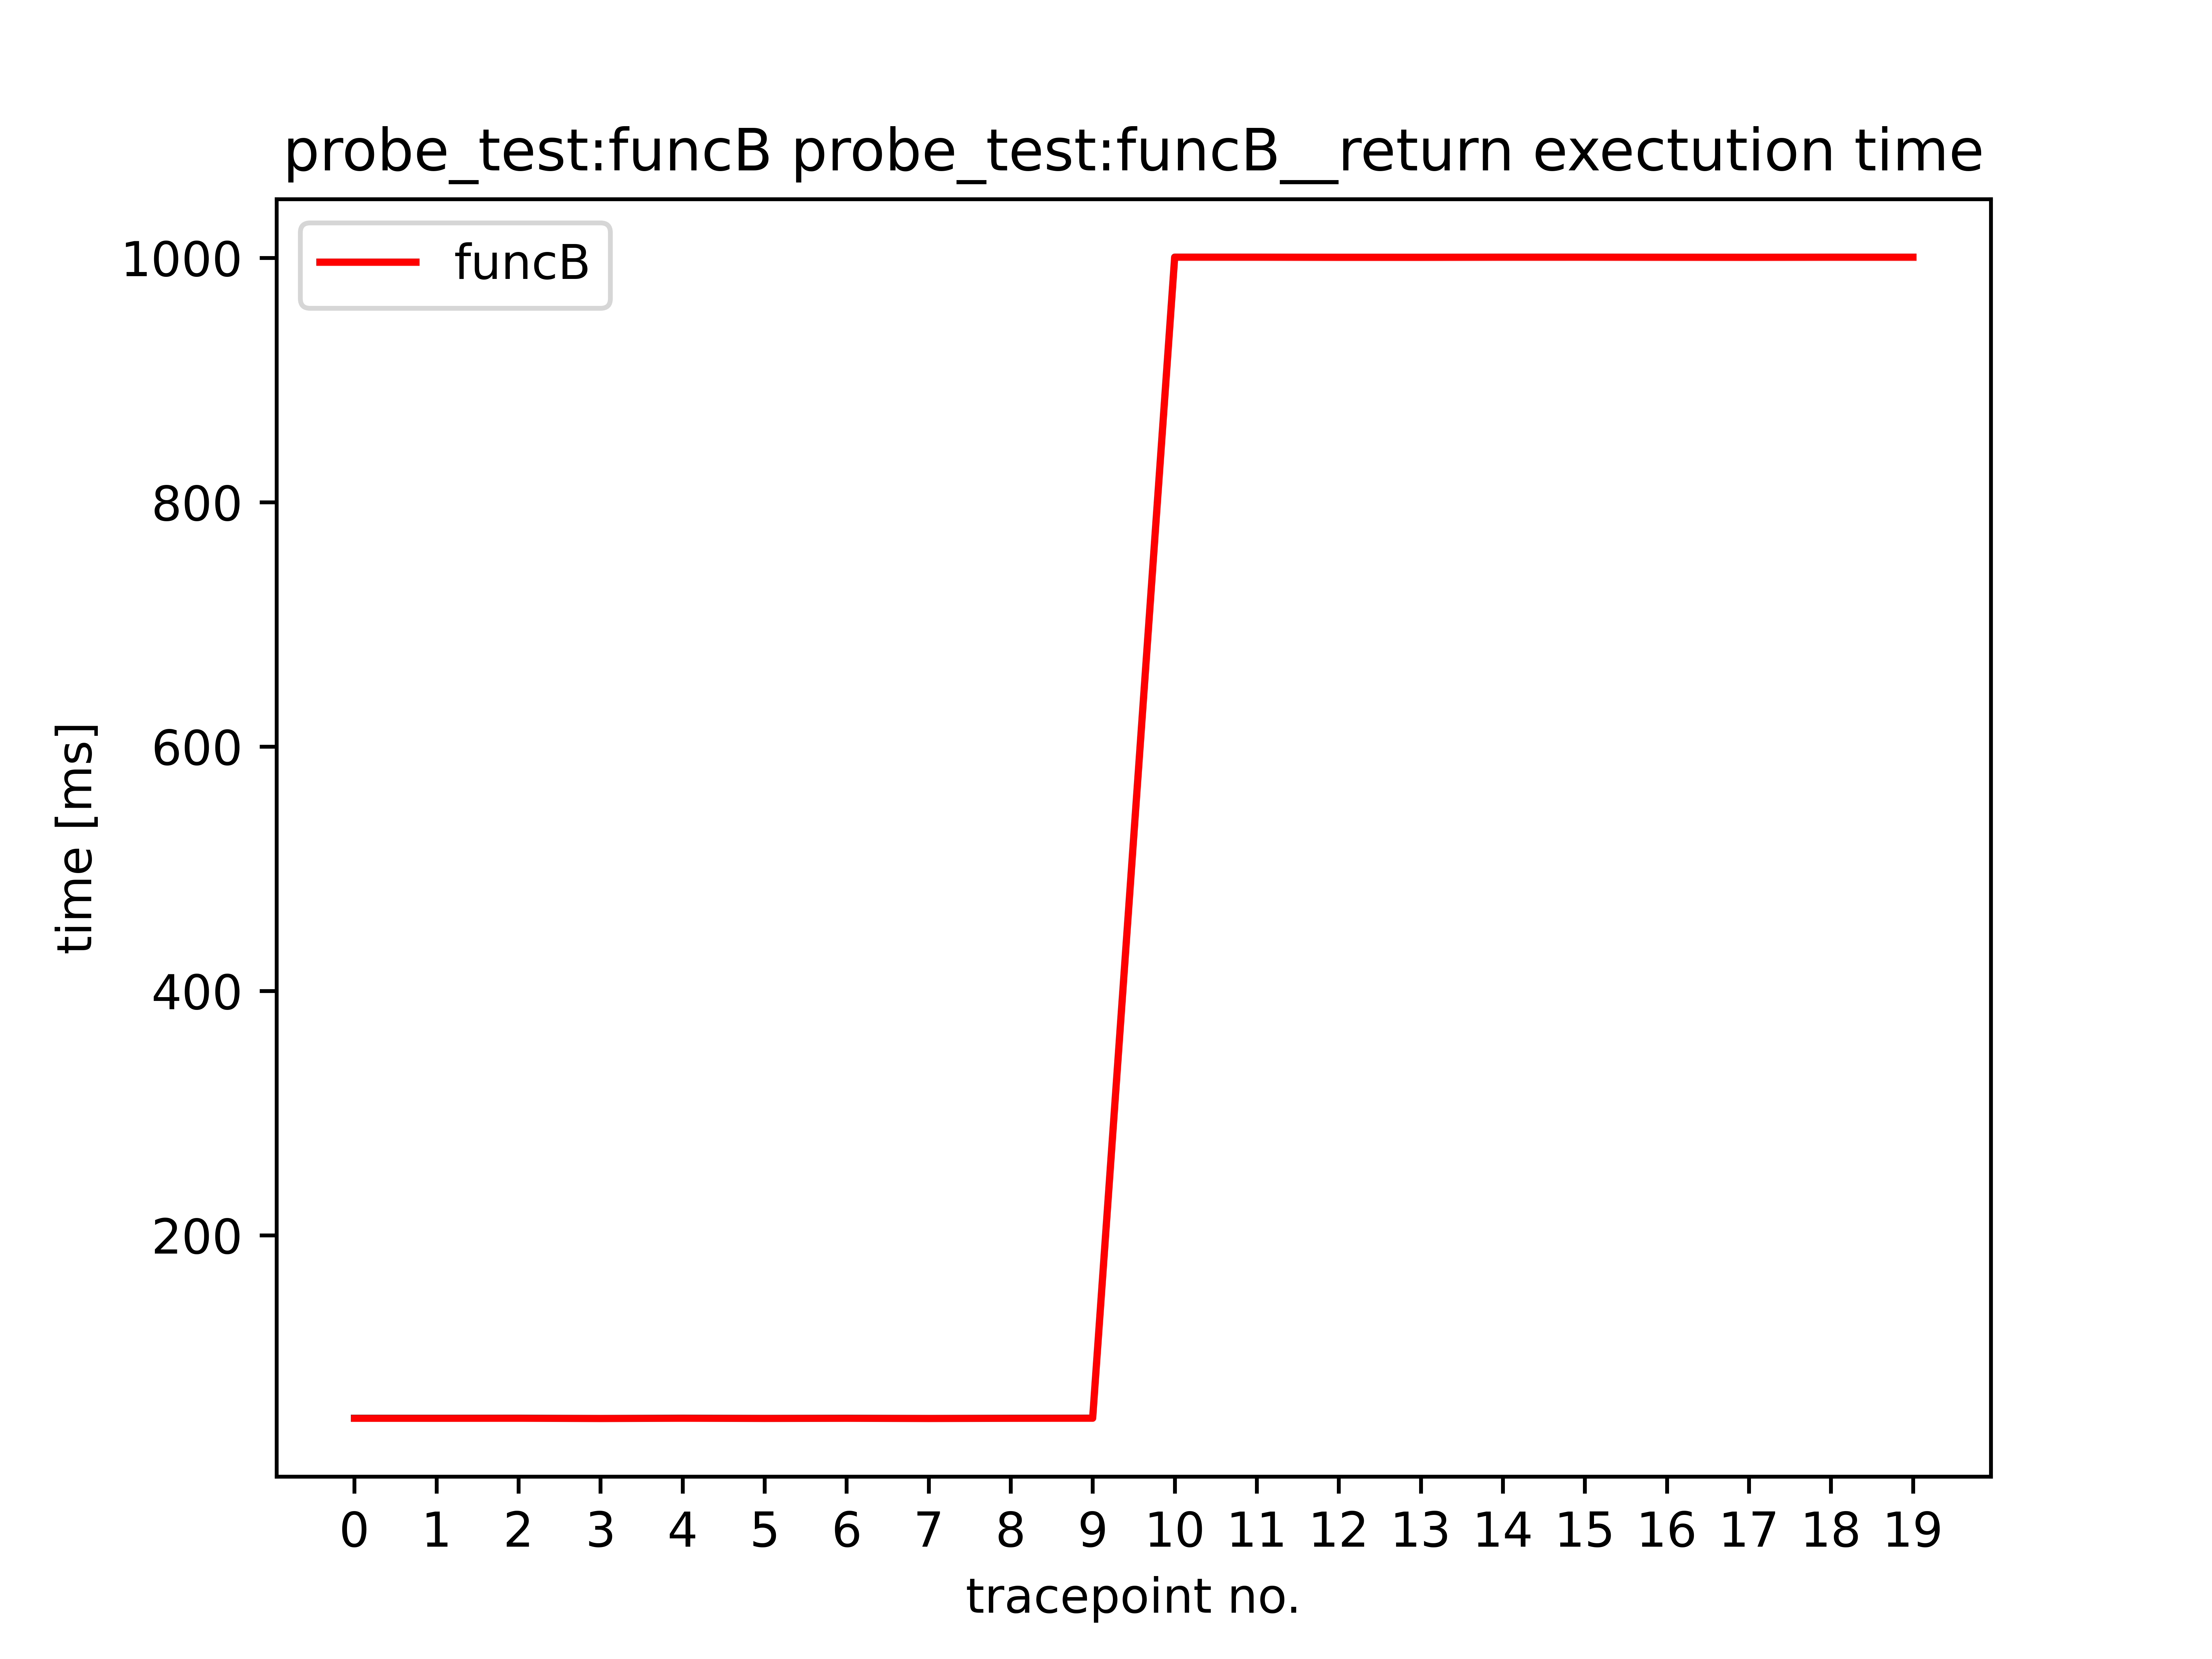 probe_test:funcB probe_test:funcB__return exectution time
funcB
1000
800
600
400
200
time [ms]
0 1 2 3 4 5 6 7 8 9 10 11 12 13 14 15 16 17 18 19
tracepoint no.